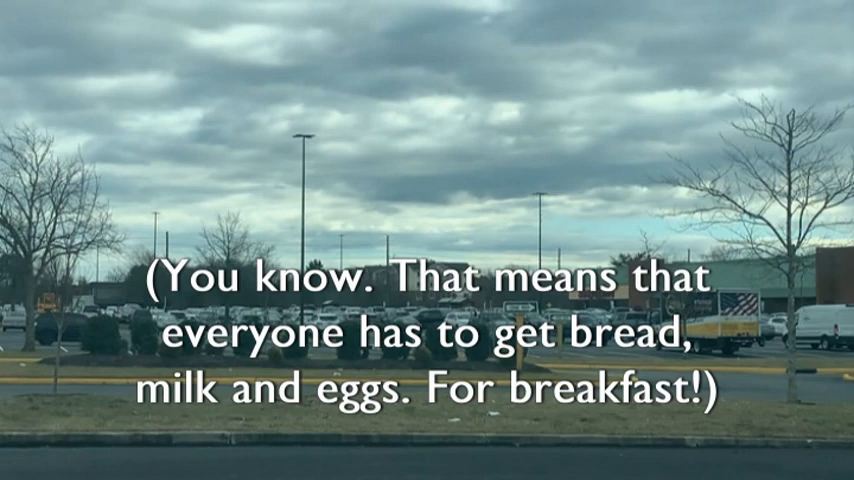 (You know. That means that
everyone has to get bread,
milk and eggs. For breakfast!)